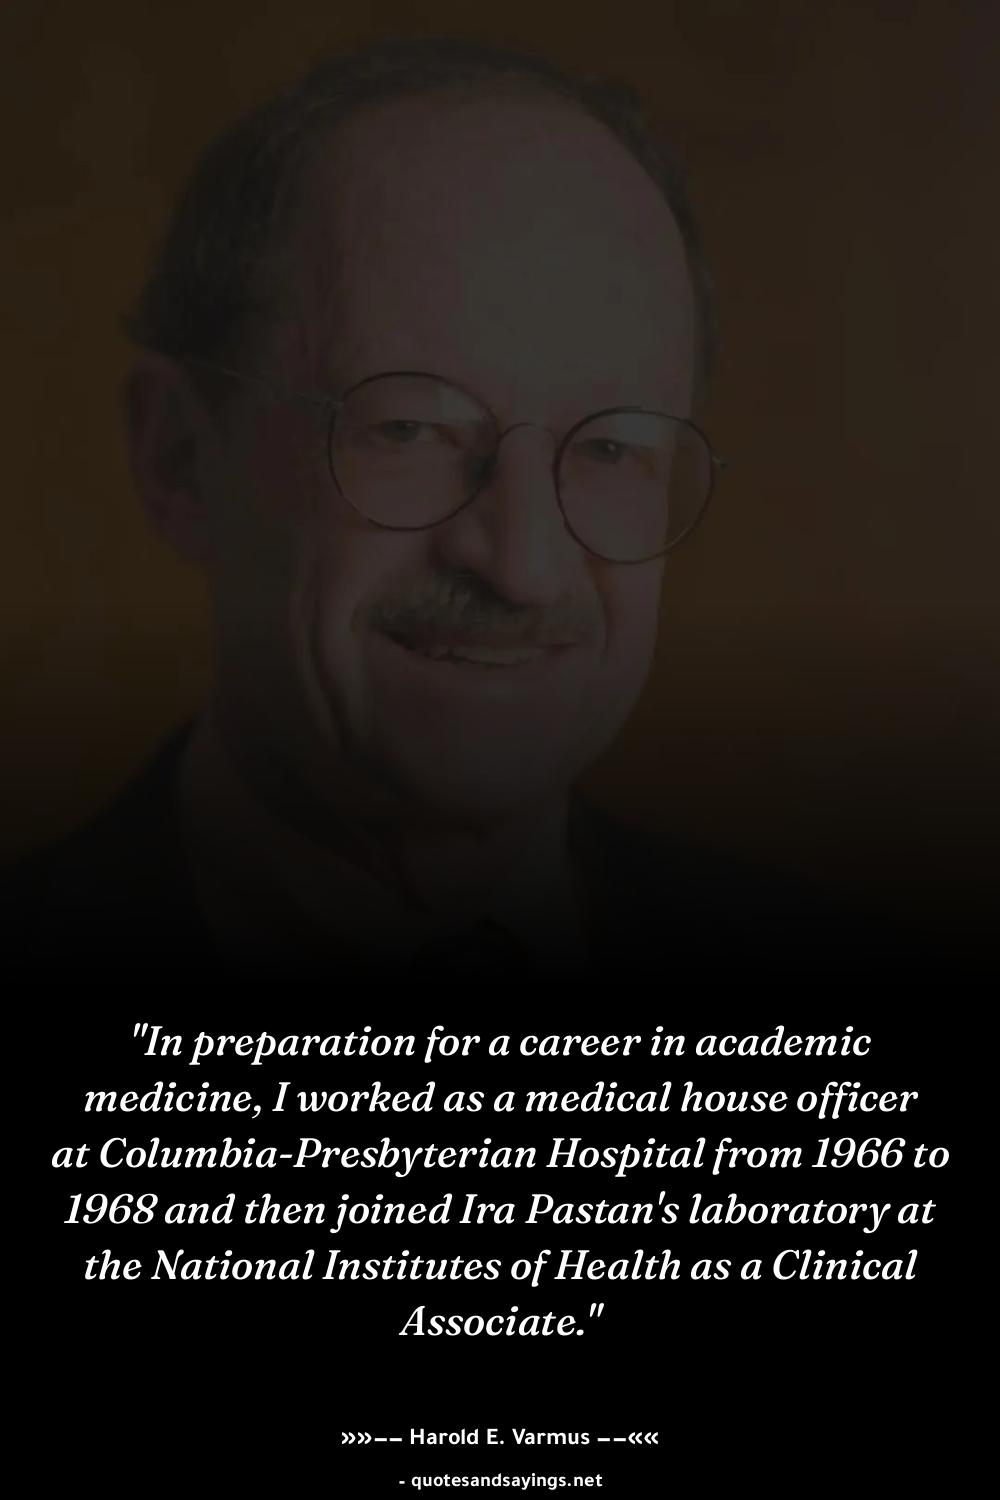 "In preparation for a career in academic
medicine, I worked as a medical house officer
at Columbia-Presbyterian Hospital from 1966 to
1968 and then joined Ira Pastan's laboratory at
the National Institutes of Health as a Clinical
Associate."
»»–– Harold E. Varmus ––««
- quotesandsayings.net